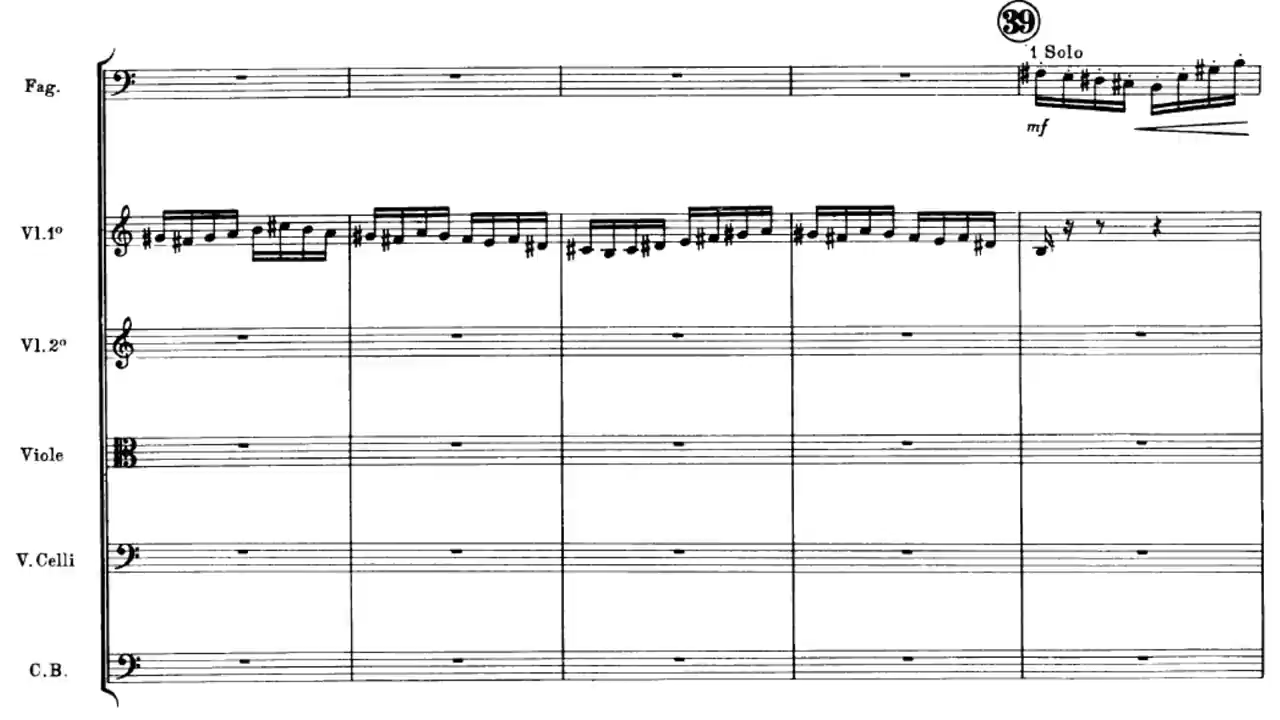 39
1 Solo
Fag.
mf
Vl.1º
Vl.2º
Viole
V. Celli
C.B.